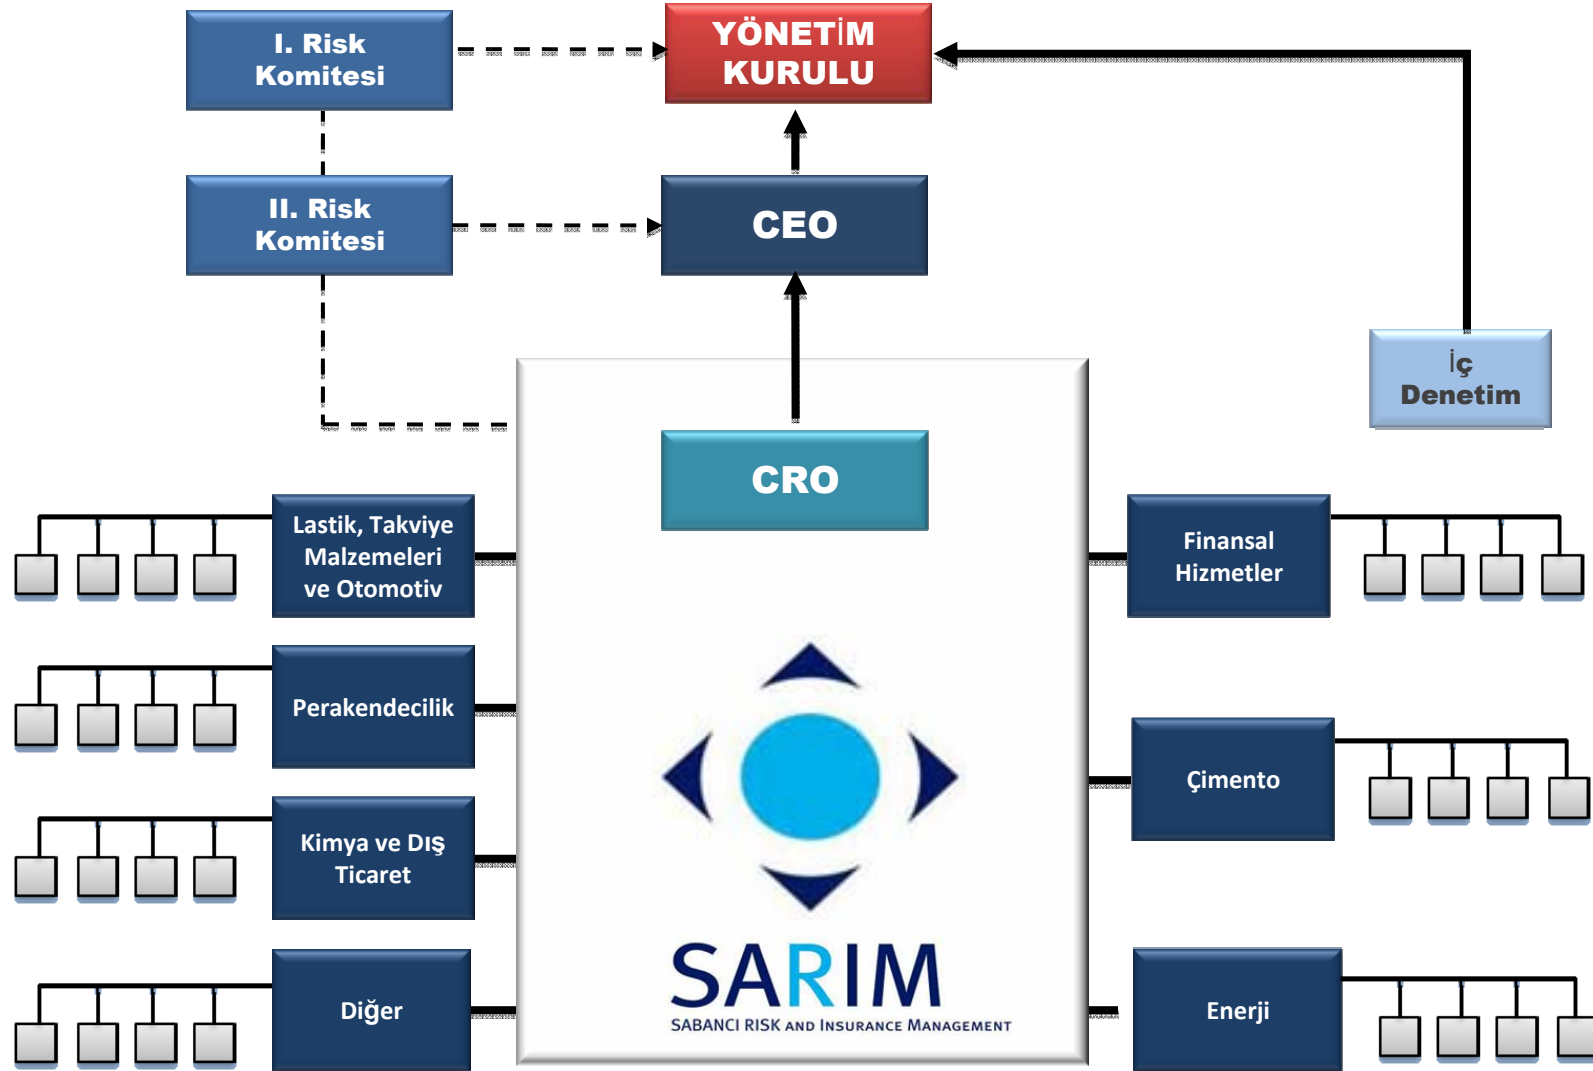 I. Risk
Komitesi
YÖNETİM
KURULU
II. Risk
Komitesi
CEO
İç
Denetim
CRO
Lastik, Takviye
Malzemeleri
ve Otomotiv
Finansal
Hizmetler
Perakendecilik
Çimento
Kimya ve Dış
Ticaret
SARIM
SABANCI RISK AND INSURANCE MANAGEMENT
Diğer
Enerji